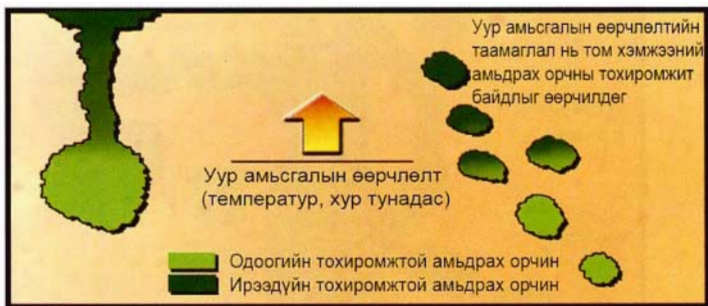 Уур амьсгалын өөрчлөлтийн
таамаглал нь том хэмжээний
амьдрах орчны тохиромжит
байдлыг өөрчилдөг
Уур амьсгалын өөрчлөлт
(температур, хур тунадас)
Одоогийн тохиромжтой амьдрах орчин
Ирээдүйн тохиромжтой амьдрах орчин